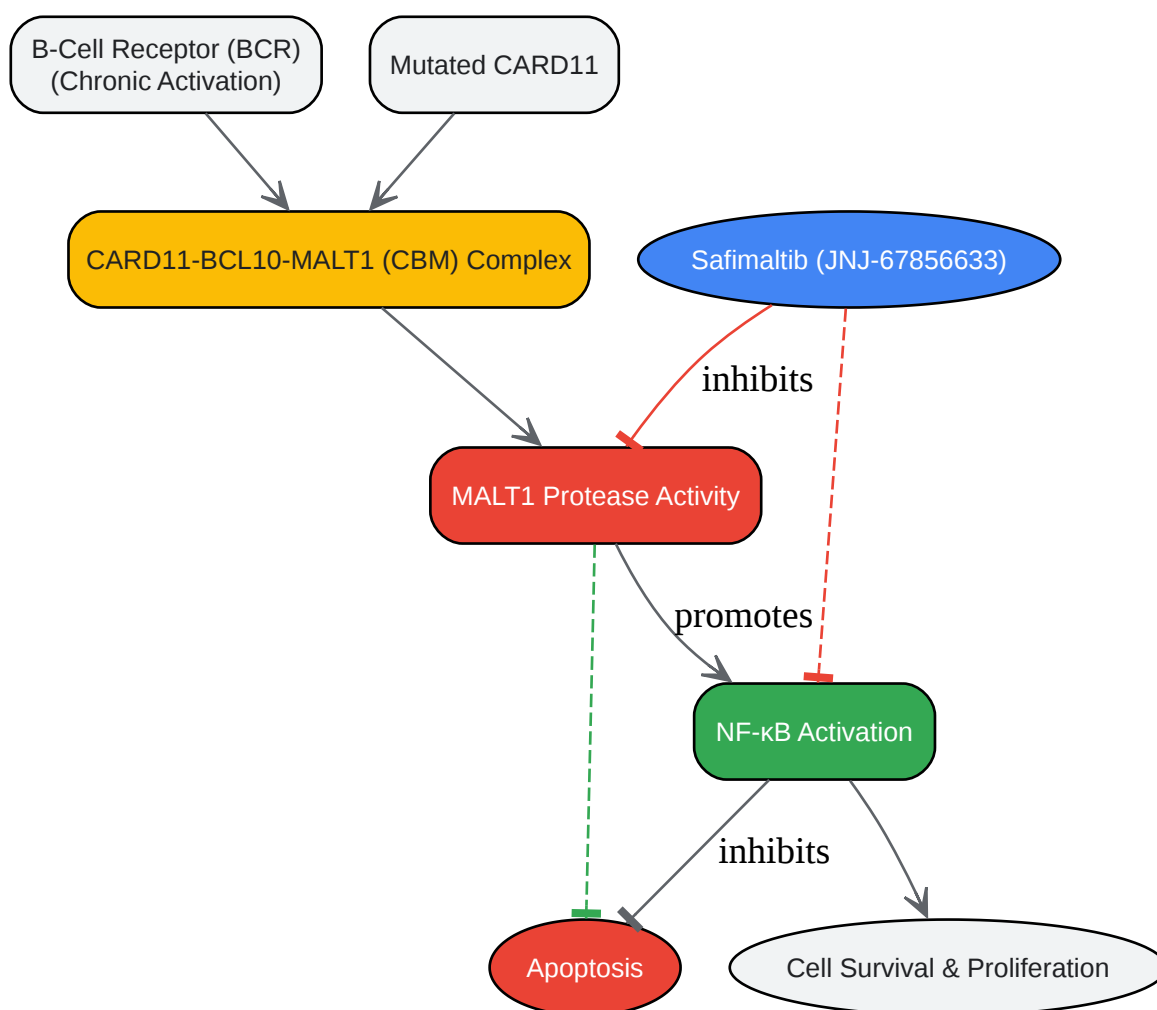 B-Cell Receptor (BCR)
(Chronic Activation)
Mutated CARD11
CARD11-BCL10-MALT1 (CBM) Complex
Safimaltib (JNJ-67856633)
inhibits
MALT1 Protease Activity
promotes
NF-κB Activation
inhibits
Apoptosis
Cell Survival & Proliferation